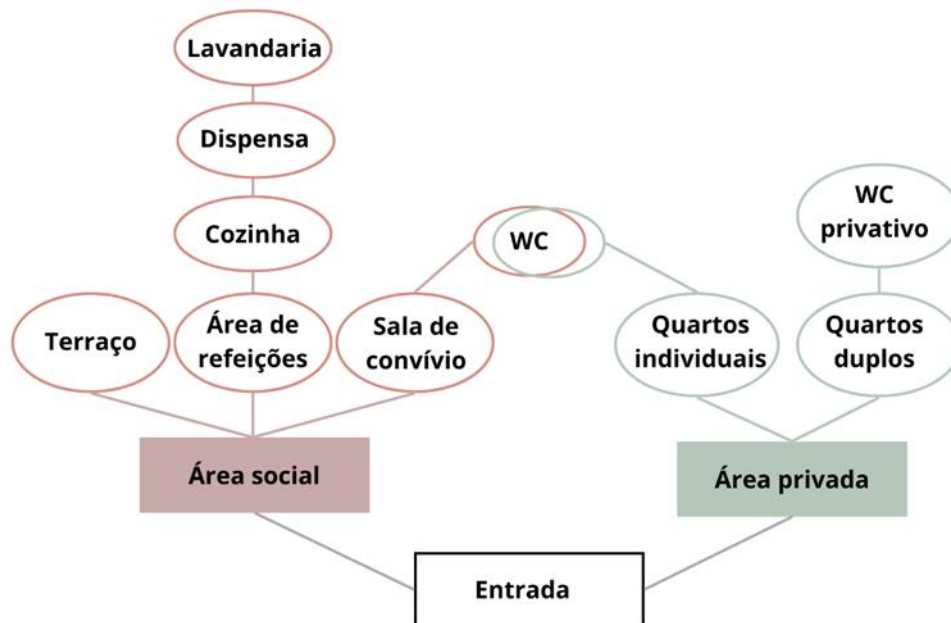 Lavandaria
Dispensa
Cozinha
WC
WC
privativo
Terraço
Área de
refeições
Sala de
convívio
Quartos
individuais
Quartos
duplos
Área social
Área privada
Entrada